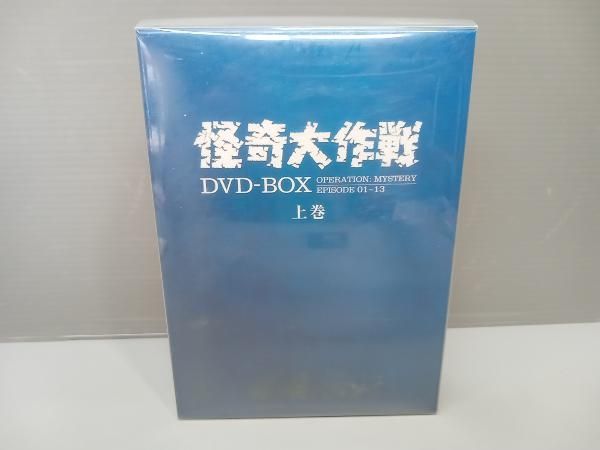 怪奇大作戦
DVD-BOX
OPERATION: MYSTERY
EPISODE 01~13
上巻